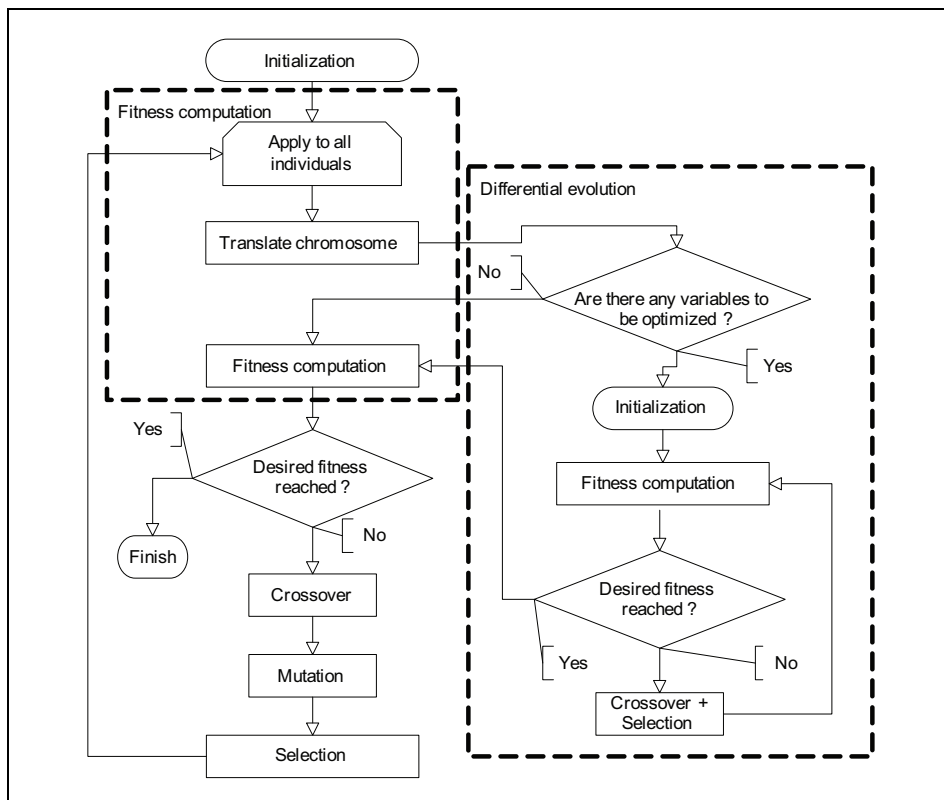 Initialization
Fitness computation
Apply to all
individuals
Differential evolution
Translate chromosome
No
Are there any variables to
be optimized ?
Fitness computation
Yes
Initialization
Yes
Desired fitness
reached ?
Fitness computation
No
Finish
Crossover
Desired fitness
reached ?
Yes
No
Mutation
Crossover +
Selection
Selection